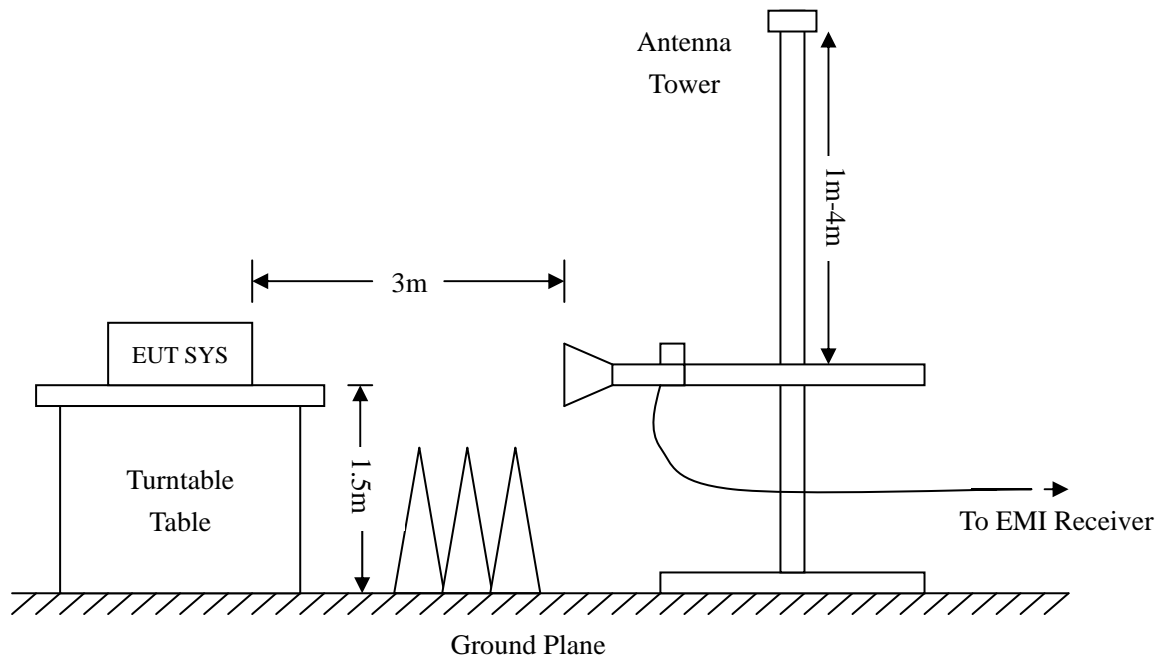 Antenna
Tower
1m-4m
3m
EUT SYS
1.5m
Turntable
Table
To EMI Receiver
Ground Plane